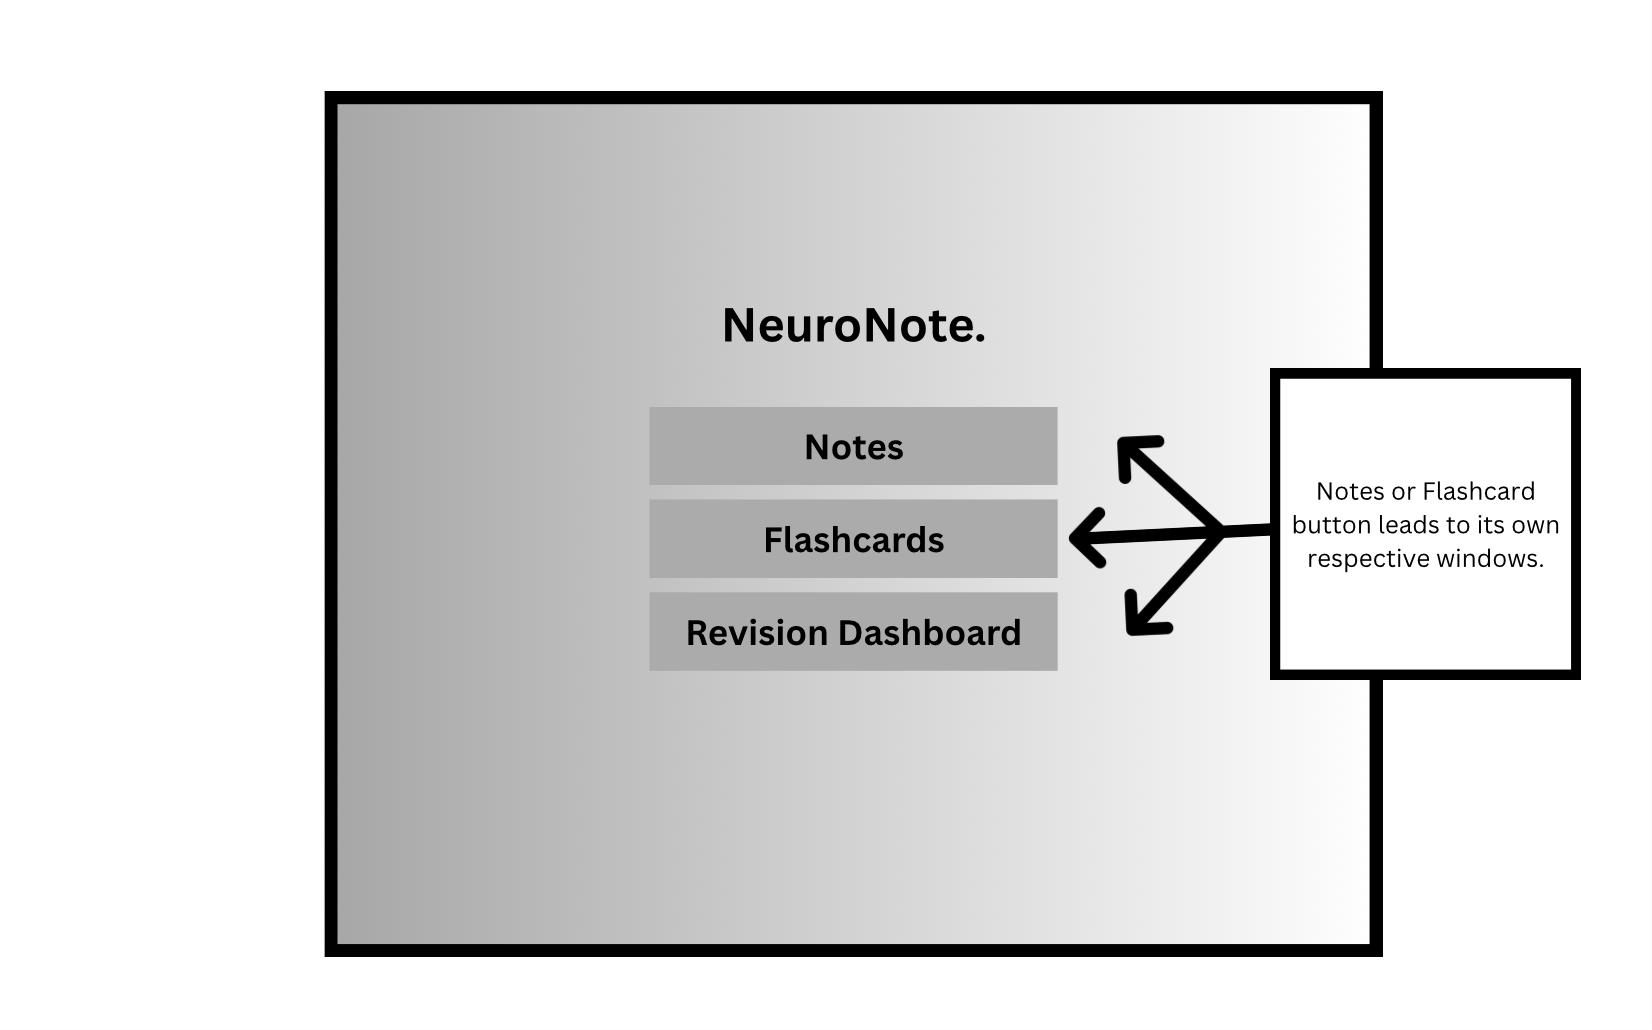 NeuroNote.
Notes
Flashcards
Revision Dashboard
Notes or Flashcard
button leads to its own
respective windows.